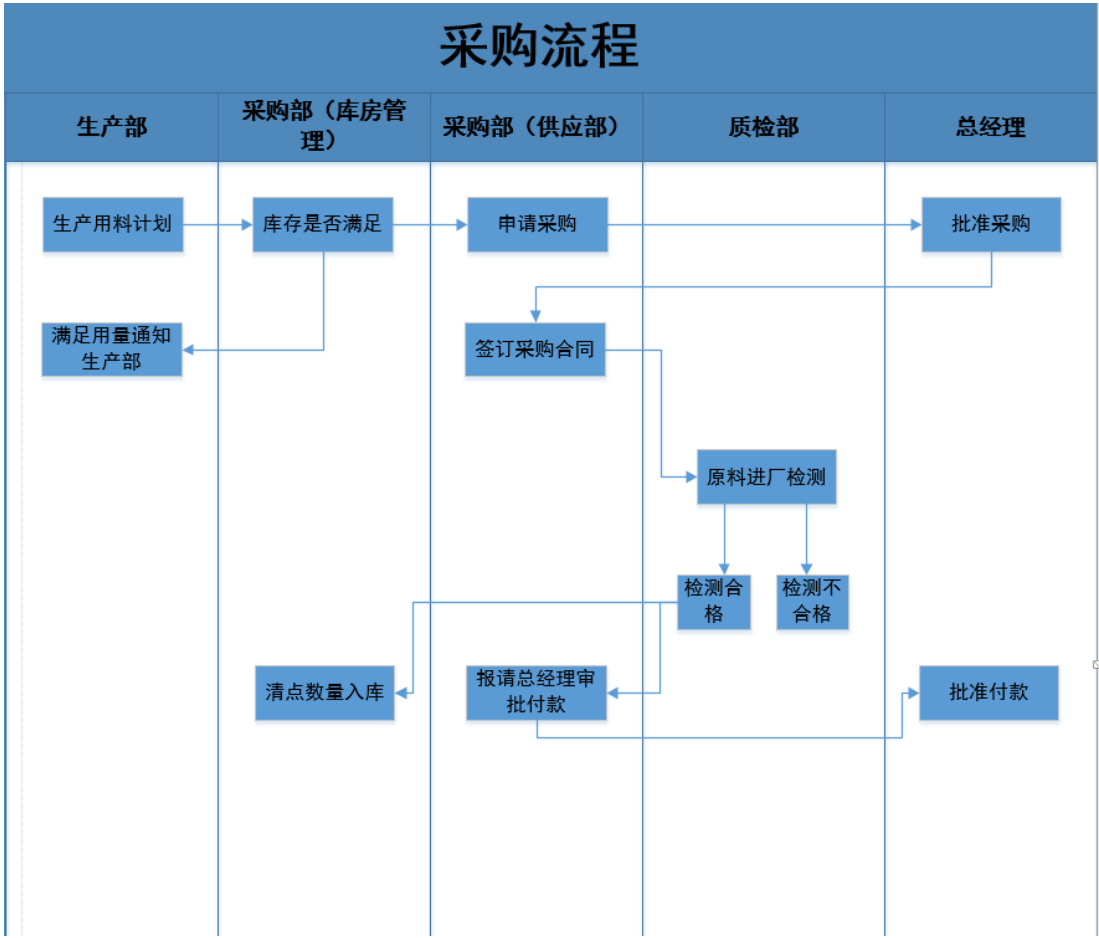 采购流程
生产部
采购部（库房管
理）
采购部（供应部）
质检部
总经理
生产用料计划
库存是否满足
申请采购
批准采购
满足用量通知
生产部
签订采购合同
原料进厂检测
检测合
格
检测不
合格
清点数量入库
报请总经理审
批付款
批准付款